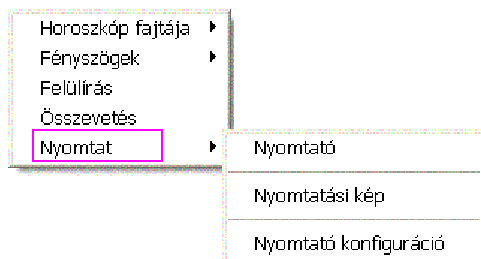 Horoszkóp fajtája
Fényszögek
Felülírás
Összevetés
Nyomtat
Nyomtató
Nyomtatási kép
Nyomtató konfiguráció